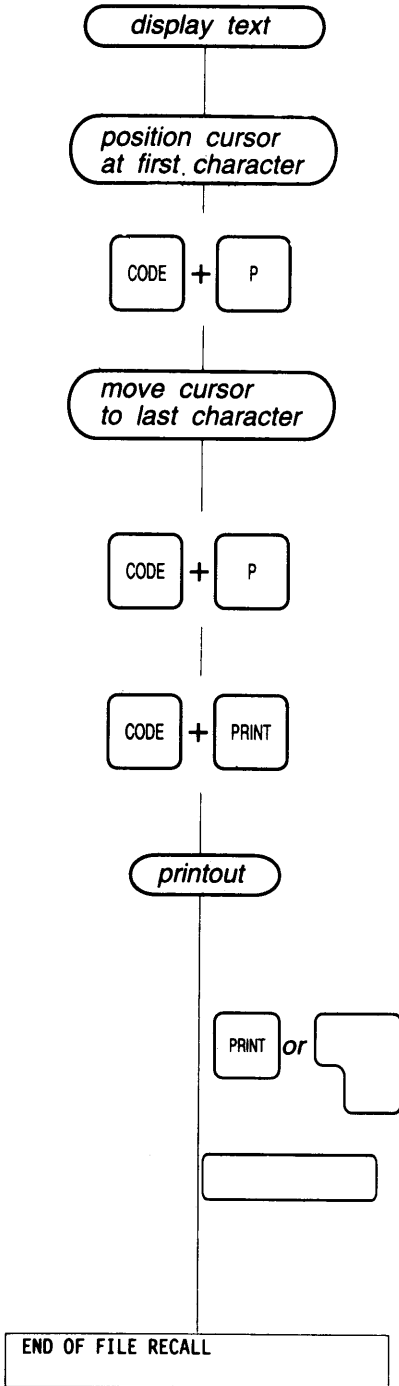 display text
position cursor
at first character
CODE + P
move cursor
to last character
CODE + P
CODE + PRINT
printout
PRINT or
END OF FILE RECALL